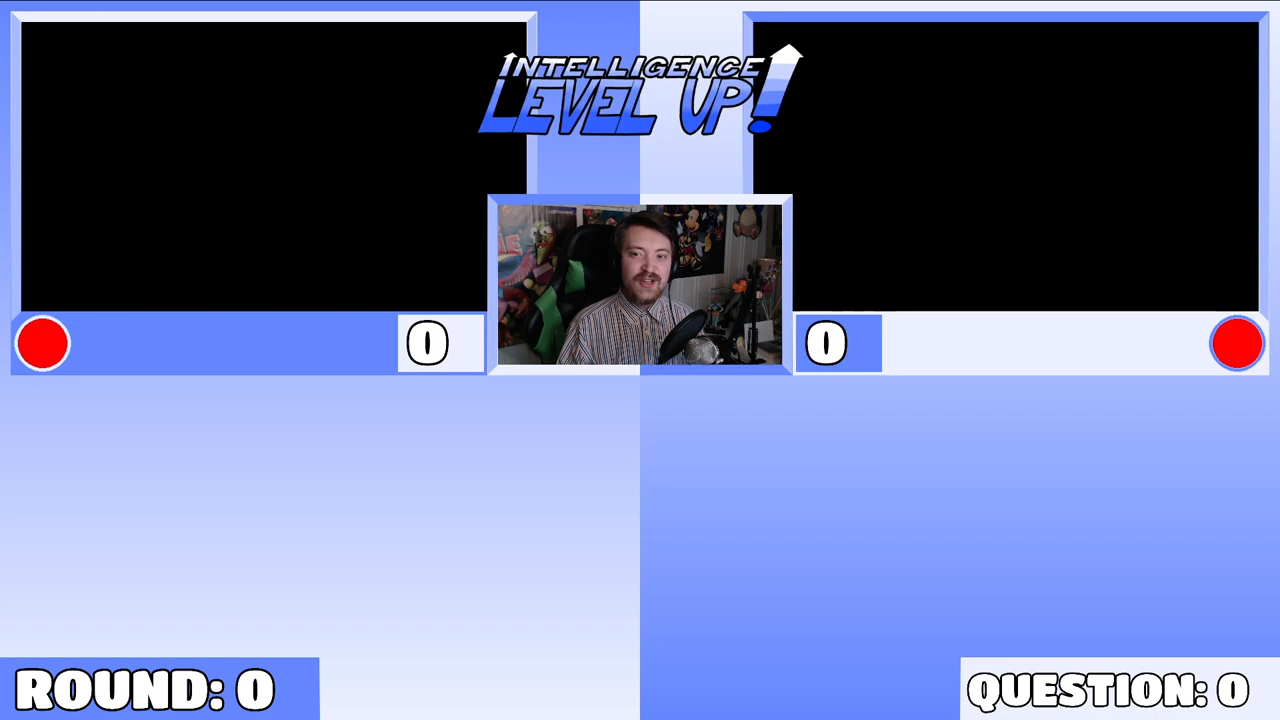 INTELLIGENCE
LEVEL UP!
0
0
ROUND: 0
QUESTION: 0